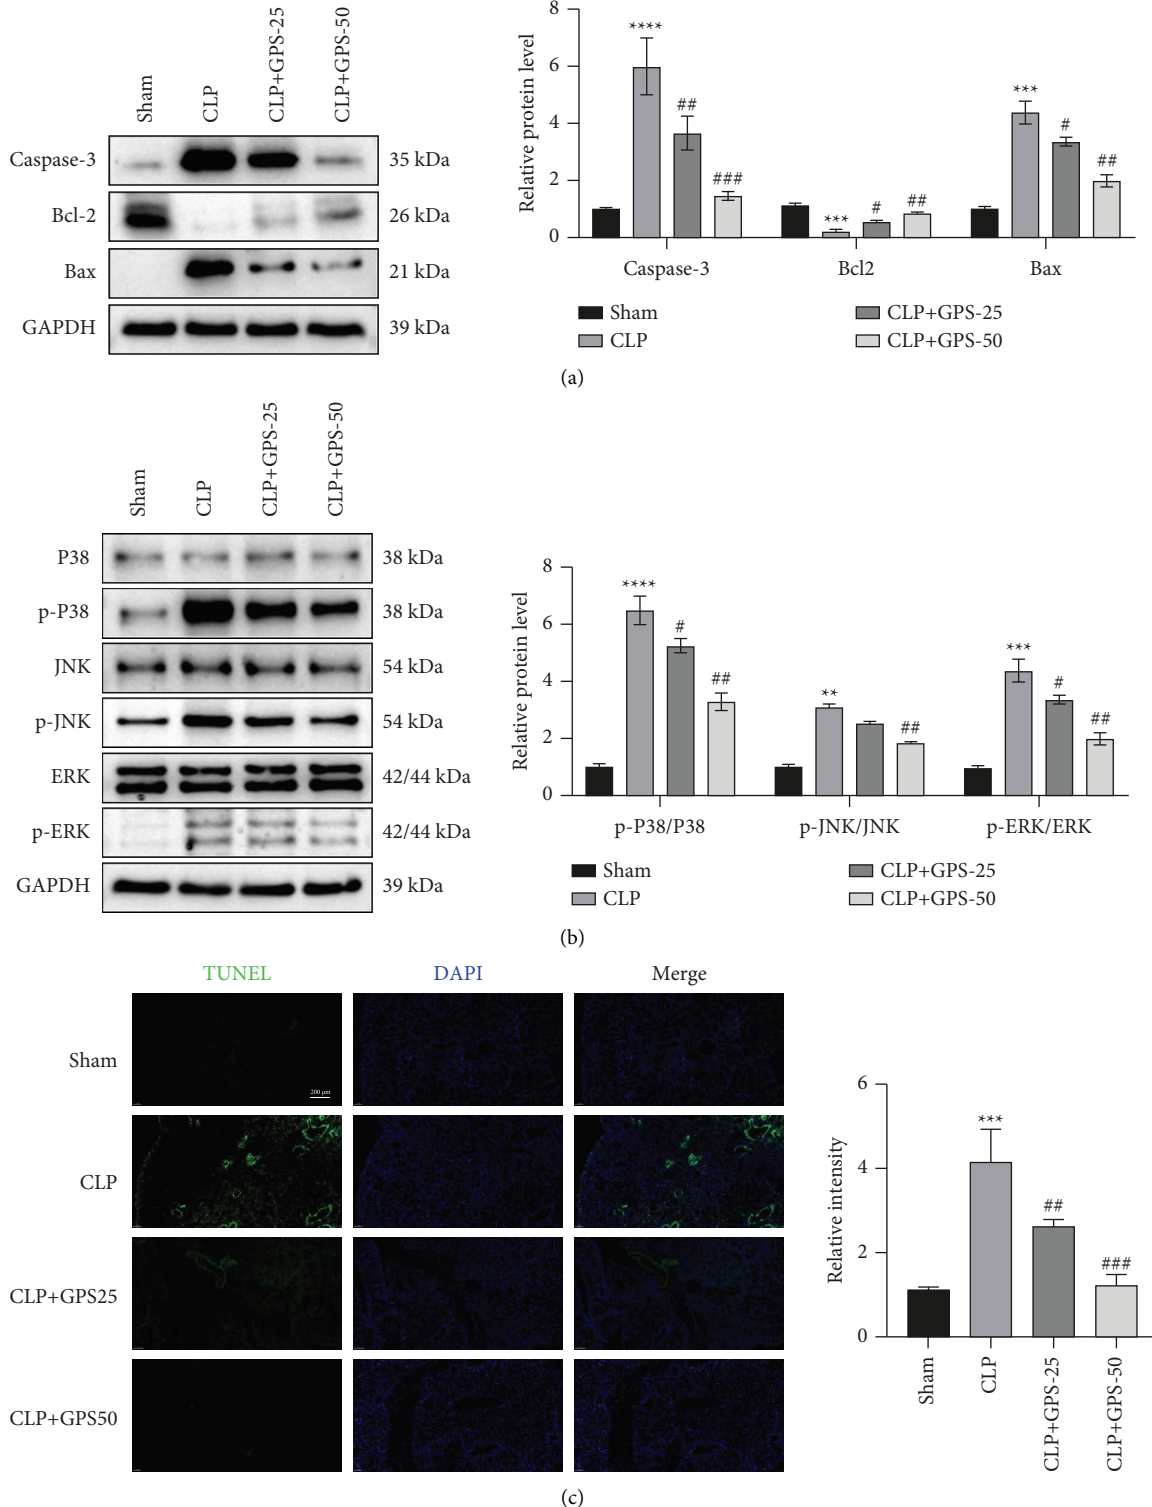 Sham
CLP
CLP+GPS-25
CLP+GPS-50
Caspase-3 35 kDa
Bcl-2 26 kDa
Bax 21 kDa
GAPDH 39 kDa
Relative protein level
8
6
4
2
0
****
##
###
***
#
##
***
#
##
Caspase-3 Bcl2 Bax
Sham CLP+GPS-25
CLP CLP+GPS-50
(a)
Sham
CLP
CLP+GPS-25
CLP+GPS-50
P38 38 kDa
p-P38 38 kDa
JNK 54 kDa
p-JNK 54 kDa
ERK 42/44 kDa
p-ERK 42/44 kDa
GAPDH 39 kDa
Relative protein level
8
6
4
2
0
****
#
##
**
##
***
#
##
p-P38/P38 p-JNK/JNK p-ERK/ERK
Sham CLP+GPS-25
CLP CLP+GPS-50
(b)
TUNEL DAPI Merge
Sham
200 μm
CLP
CLP+GPS25
CLP+GPS50
Relative intensity
6
4
2
0
***
##
###
Sham
CLP
CLP+GPS-25
CLP+GPS-50
(c)